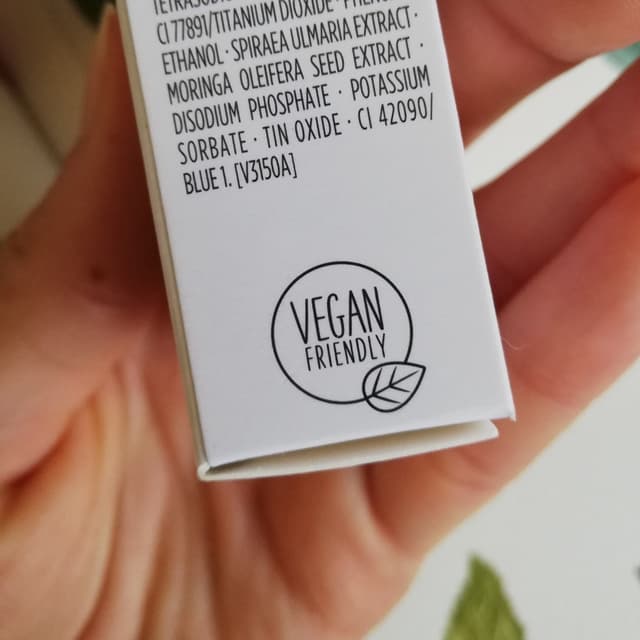 CI 77891/TITANIUM DIOXIDE ·
ETHANOL · SPIRAEA ULMARIA EXTRACT ·
MORINGA OLEIFERA SEED EXTRACT ·
DISODIUM PHOSPHATE · POTASSIUM
SORBATE · TIN OXIDE · CI 42090/
BLUE 1. [V3150A]
VEGAN
FRIENDLY